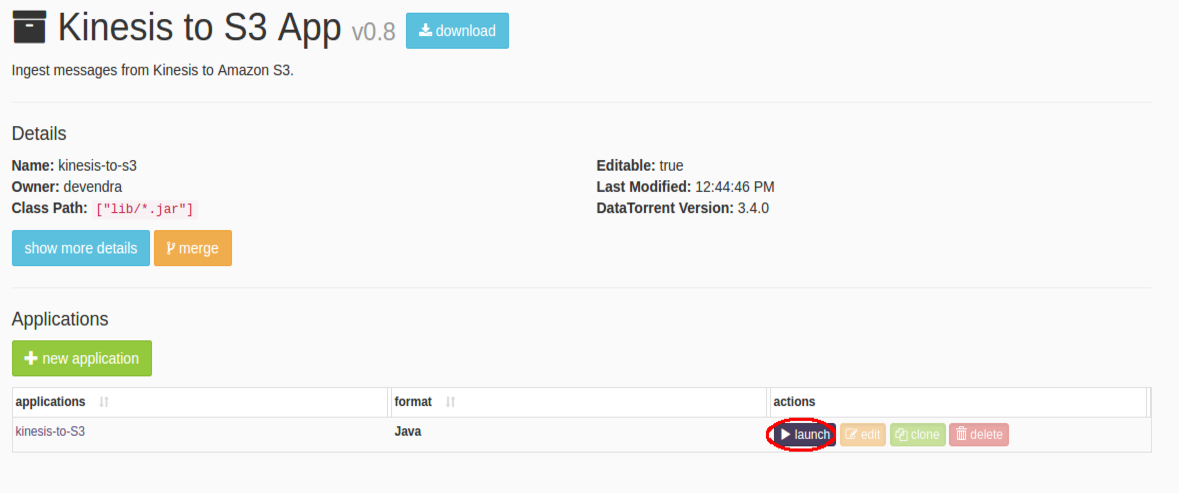 Kinesis to S3 App v0.8 download
Ingest messages from Kinesis to Amazon S3.
Details
Name: kinesis-to-s3
Owner: devendra
Class Path: ["lib/*.jar"]
Editable: true
Last Modified: 12:44:46 PM
DataTorrent Version: 3.4.0
show more details merge
Applications
new application
applications format actions
kinesis-to-S3 Java launch edit clone delete